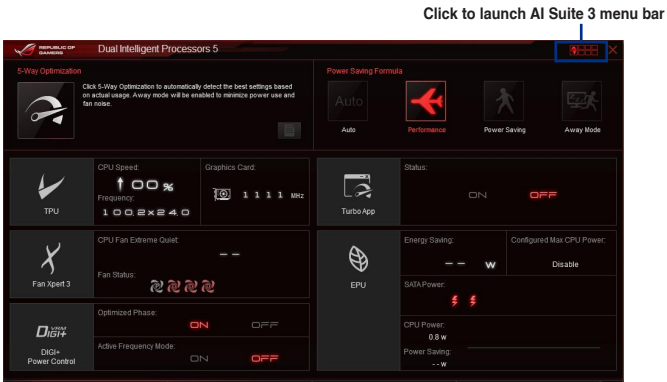 Click to launch AI Suite 3 menu bar
REPUBLIC OF
GAMERS
Dual Intelligent Processors 5
5-Way Optimization
Click 5-Way Optimization to automatically detect the best settings based
on actual usage. Away mode will be enabled to minimize power use and
fan noise.
Power Saving Formula
Auto
Auto
Performance
Power Saving
Away Mode
TPU
CPU Speed:
00%
Frequency:
100.2x24.0
Graphics Card:
1111 MHz
Turbo App
Status:
ON OFF
Fan Xpert 3
CPU Fan Extreme Quiet:
--
Fan Status:
EPU
Energy Saving:
-- W
Configured Max CPU Power:
Disable
SATA Power:
CPU Power:
0.8 w
Power Saving:
-- w
DIGI+ VRM
DIGI+
Power Control
Optimized Phase:
ON OFF
Active Frequency Mode:
ON OFF